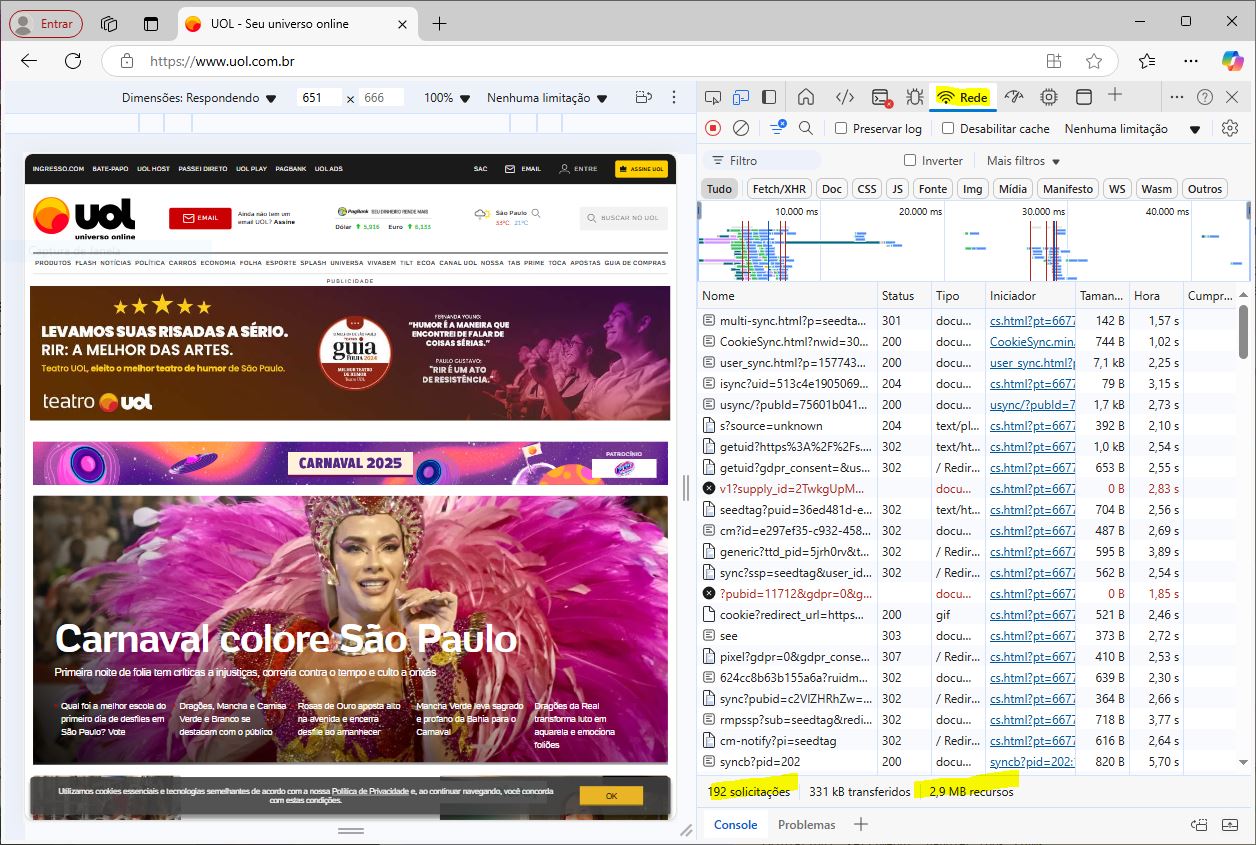 Entrar
UOL - Seu universo online
https://www.uol.com.br
Dimensões: Respondendo
651
x
666
100%
Nenhuma limitação
INGRESSO.COM BATE-PAPO UOL HOST PASSEI DIRETO UOL PLAY PAGBANK UOL ADS SAC EMAIL ENTRE ASSINE UOL
uol
universo online
EMAIL
Ainda não tem um
email UOL? Assine
PagBank SEU DINHEIRO RENDE MAIS
Dólar 5,916 Euro 6,133
São Paulo
33°C 21°C
BUSCAR NO UOL
PRODUTOS FLASH NOTÍCIAS POLÍTICA CARROS ECONOMIA FOLHA ESPORTE SPLASH UNIVERSA VIVABEM TILT ECOA CANAL UOL NOSSA TAB PRIME TOCA APOSTAS GUIA DE COMPRAS
PUBLICIDADE
LEVAMOS SUAS RISADAS A SÉRIO.
RIR: A MELHOR DAS ARTES.
Teatro UOL, eleito o melhor teatro de humor de São Paulo.
teatro uol
O MELHOR DE SÃO PAULO
TEATRO
guia
FOLHA 2024
MELHOR TEATRO
DE HUMOR
Teatro UOL
FERNANDA YOUNG:
“HUMOR É A MANEIRA QUE
ENCONTREI DE FALAR DE
COISAS SÉRIAS.”
PAULO GUSTAVO:
“RIR É UM ATO
DE RESISTÊNCIA.”
CARNAVAL 2025
PATROCÍNIO
Carnaval colore São Paulo
Primeira noite de folia tem críticas a injustiças, correria contra o tempo e culto a orixás
Qual foi a melhor escola do
primeiro dia de desfiles em
São Paulo? Vote
Dragões, Mancha e Camisa
Verde e Branco se
destacam com o público
Rosas de Ouro aposta alto
na avenida e encerra
desfile ao amanhecer
Mancha Verde leva sagrado
e profano da Bahia para o
Carnaval
Dragões da Real
transforma luto em
aquarela e emociona
foliões
Utilizamos cookies essenciais e tecnologias semelhantes de acordo com a nossa Política de Privacidade e, ao continuar navegando, você concorda
com estas condições.
OK
Rede
Preservar log
Desabilitar cache
Nenhuma limitação
Filtro
Inverter
Mais filtros
Tudo Fetch/XHR Doc CSS JS Fonte Img Mídia Manifesto WS Wasm Outros
10.000 ms 20.000 ms 30.000 ms 40.000 ms
Nome Status Tipo Iniciador Taman... Hora Cumpr...
multi-sync.html?p=seedta... 301 docu... cs.html?pt=6677 142 B 1,57 s
CookieSync.html?nwid=30... 200 docu... CookieSync.min. 744 B 1,02 s
user_sync.html?p=157743... 200 docu... user_sync.html?p 7,1 kB 2,25 s
isync?uid=513c4e1905069... 204 docu... cs.html?pt=6677 79 B 3,15 s
usync/?pubId=75601b041... 200 docu... usync/?pubId=7 1,7 kB 2,73 s
s?source=unknown 204 text/pl... cs.html?pt=6677 392 B 2,10 s
getuid?https%3A%2F%2Fs... 302 text/ht... cs.html?pt=6677 1,0 kB 2,54 s
getuid?gdpr_consent=&us... 302 / Redir... cs.html?pt=6677 653 B 2,55 s
v1?supply_id=2TwkgUpM... docu... cs.html?pt=6677 0 B 2,83 s
seedtag?puid=36ed481d-e... 302 text/ht... cs.html?pt=6677 704 B 2,56 s
cm?id=e297ef35-c932-458... 302 docu... cs.html?pt=6677 487 B 2,69 s
generic?ttd_pid=5jrh0rv&t... 302 / Redir... cs.html?pt=6677 595 B 3,89 s
sync?ssp=seedtag&user_id... 302 / Redir... cs.html?pt=6677 562 B 2,54 s
?pubid=11712&gdpr=0&g... docu... cs.html?pt=6677 0 B 1,85 s
cookie?redirect_url=https... 200 gif cs.html?pt=6677 521 B 2,46 s
see 303 docu... cs.html?pt=6677 373 B 2,72 s
pixel?gdpr=0&gdpr_conse... 307 / Redir... cs.html?pt=6677 410 B 2,53 s
624cc8b63b155a6a?ruidm... docu... cs.html?pt=6677 639 B 2,30 s
sync?pubid=c2VlZHRhZw=... 302 / Redir... cs.html?pt=6677 364 B 2,66 s
rmpssp?sub=seedtag&redi... 302 docu... cs.html?pt=6677 718 B 3,77 s
cm-notify?pi=seedtag 302 / Redir... cs.html?pt=6677 616 B 2,64 s
syncb?pid=202 200 docu... syncb?pid=202: 820 B 5,70 s
192 solicitações 331 kB transferidos 2,9 MB recursos
Console Problemas